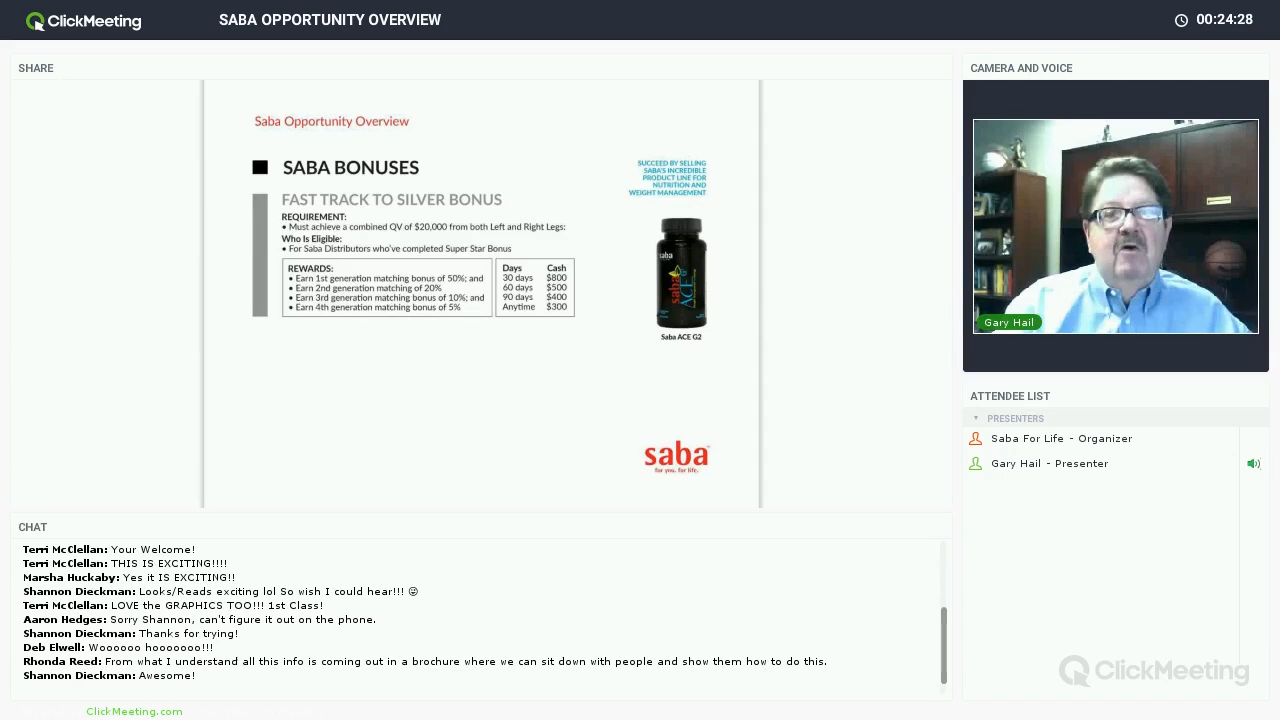 ClickMeeting
SABA OPPORTUNITY OVERVIEW
00:24:28
SHARE
Saba Opportunity Overview
SABA BONUSES
FAST TRACK TO SILVER BONUS
REQUIREMENT:
• Must achieve a combined QV of $20,000 from both Left and Right Legs:
Who Is Eligible:
• For Saba Distributors who've completed Super Star Bonus
REWARDS:
• Earn 1st generation matching bonus of 50%; and
• Earn 2nd generation matching of 20%
• Earn 3rd generation matching bonus of 10%; and
• Earn 4th generation matching bonus of 5%
Days Cash
30 days $800
60 days $500
90 days $400
Anytime $300
SUCCEED BY SELLING
SABA'S INCREDIBLE
PRODUCT LINE FOR
NUTRITION AND
WEIGHT MANAGEMENT
saba
saba
ACE
Saba ACE G2
saba
for you. for life.
CAMERA AND VOICE
Gary Hail
ATTENDEE LIST
PRESENTERS
Saba For Life - Organizer
Gary Hail - Presenter
CHAT
Terri McClellan: Your Welcome!
Terri McClellan: THIS IS EXCITING!!!!
Marsha Huckaby: Yes it IS EXCITING!!
Shannon Dieckman: Looks/Reads exciting lol So wish I could hear!!! 😜
Terri McClellan: LOVE the GRAPHICS TOO!!! 1st Class!
Aaron Hedges: Sorry Shannon, can't figure it out on the phone.
Shannon Dieckman: Thanks for trying!
Deb Elwell: Woooooo hooooooo!!!
Rhonda Reed: From what I understand all this info is coming out in a brochure where we can sit down with people and show them how to do this.
Shannon Dieckman: Awesome!
ClickMeeting
ClickMeeting.com